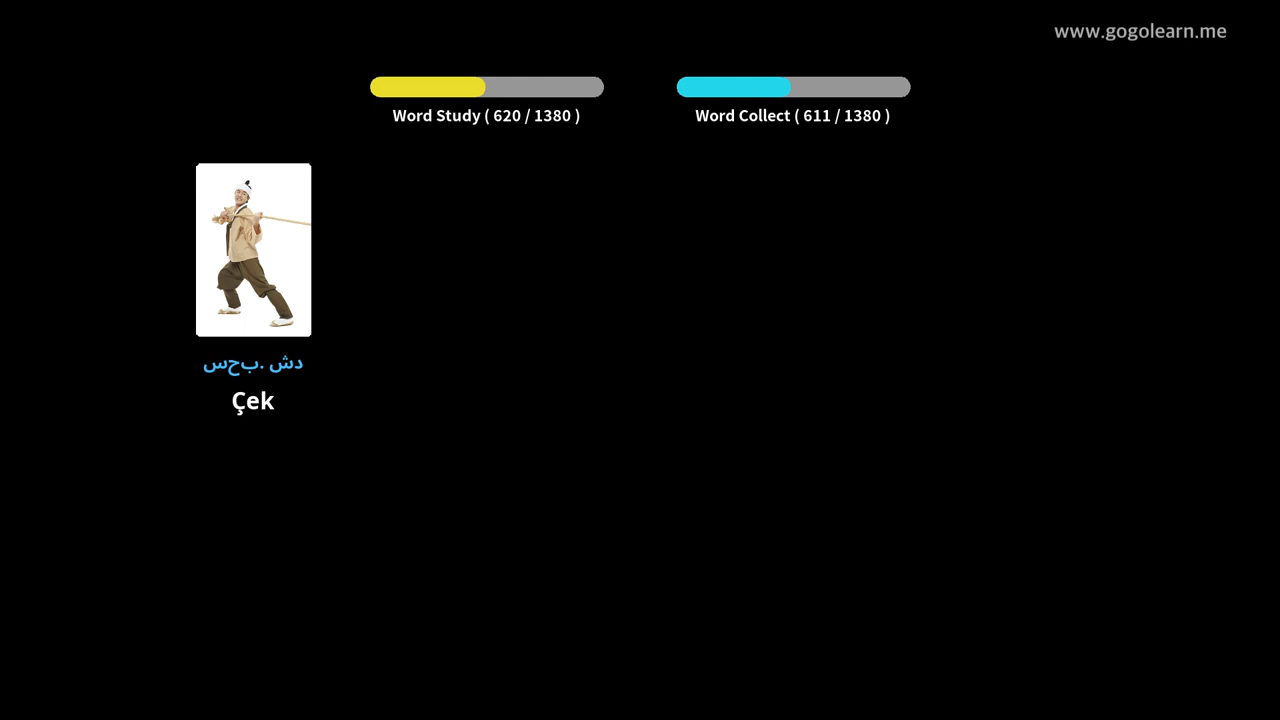 www.gogolearn.me
Word Study ( 620 / 1380 )
Word Collect ( 611 / 1380 )
دش .بحس
Çek